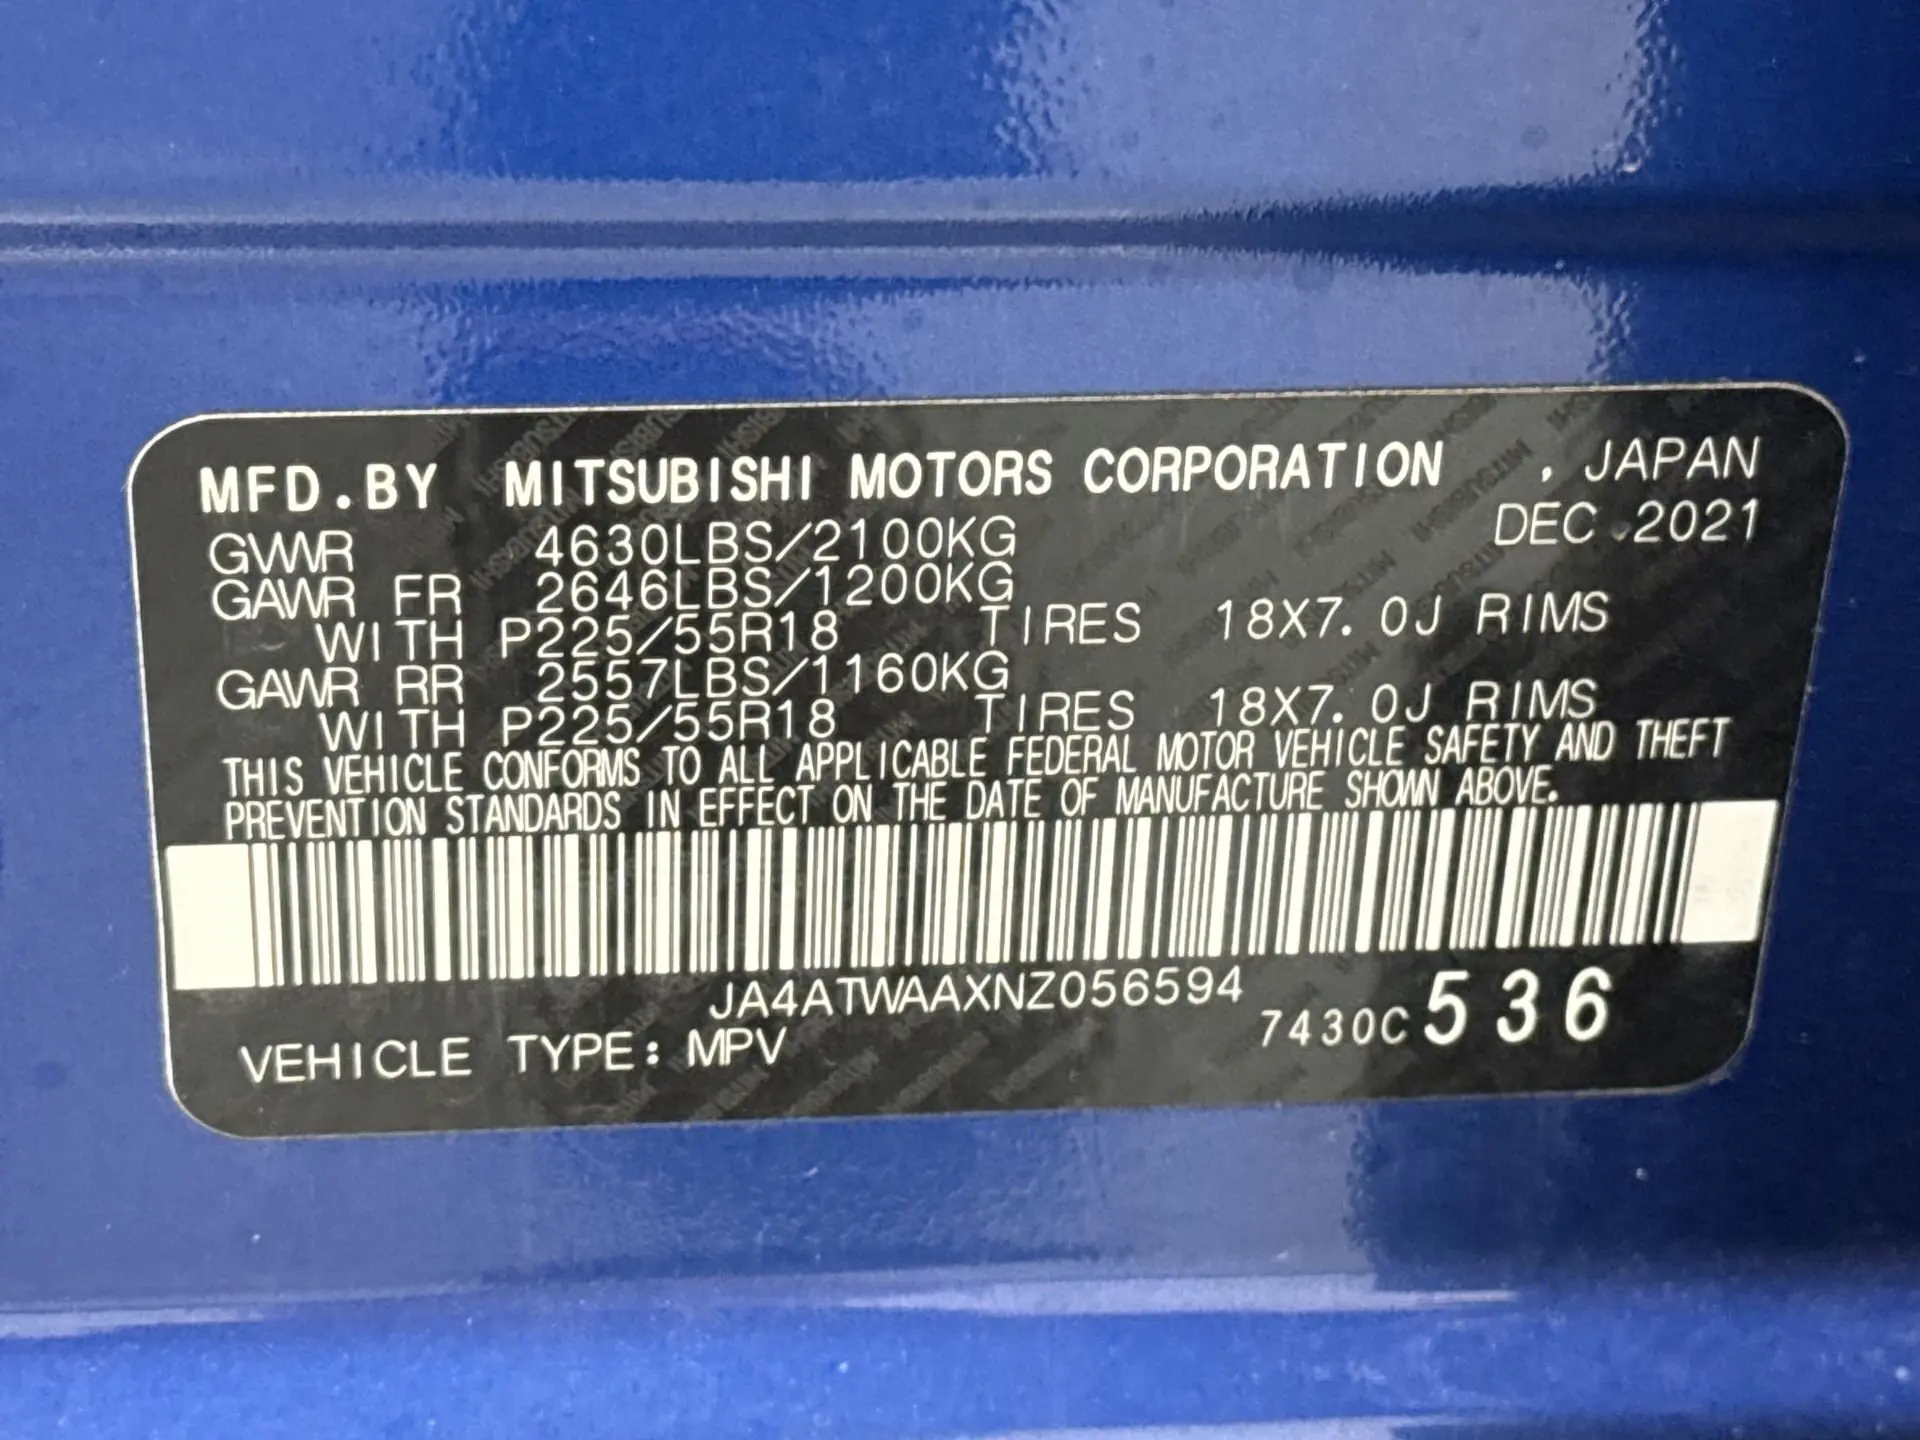 MFD.BY MITSUBISHI MOTORS CORPORATION , JAPAN
GVWR 4630LBS/2100KG DEC 2021
GAWR FR 2646LBS/1200KG
WITH P225/55R18 TIRES 18X7.0J RIMS
GAWR RR 2557LBS/1160KG
WITH P225/55R18 TIRES 18X7.0J RIMS
THIS VEHICLE CONFORMS TO ALL APPLICABLE FEDERAL MOTOR VEHICLE SAFETY AND THEFT
PREVENTION STANDARDS IN EFFECT ON THE DATE OF MANUFACTURE SHOWN ABOVE.
JA4ATWAAXNZ056594
VEHICLE TYPE: MPV 7430C 536